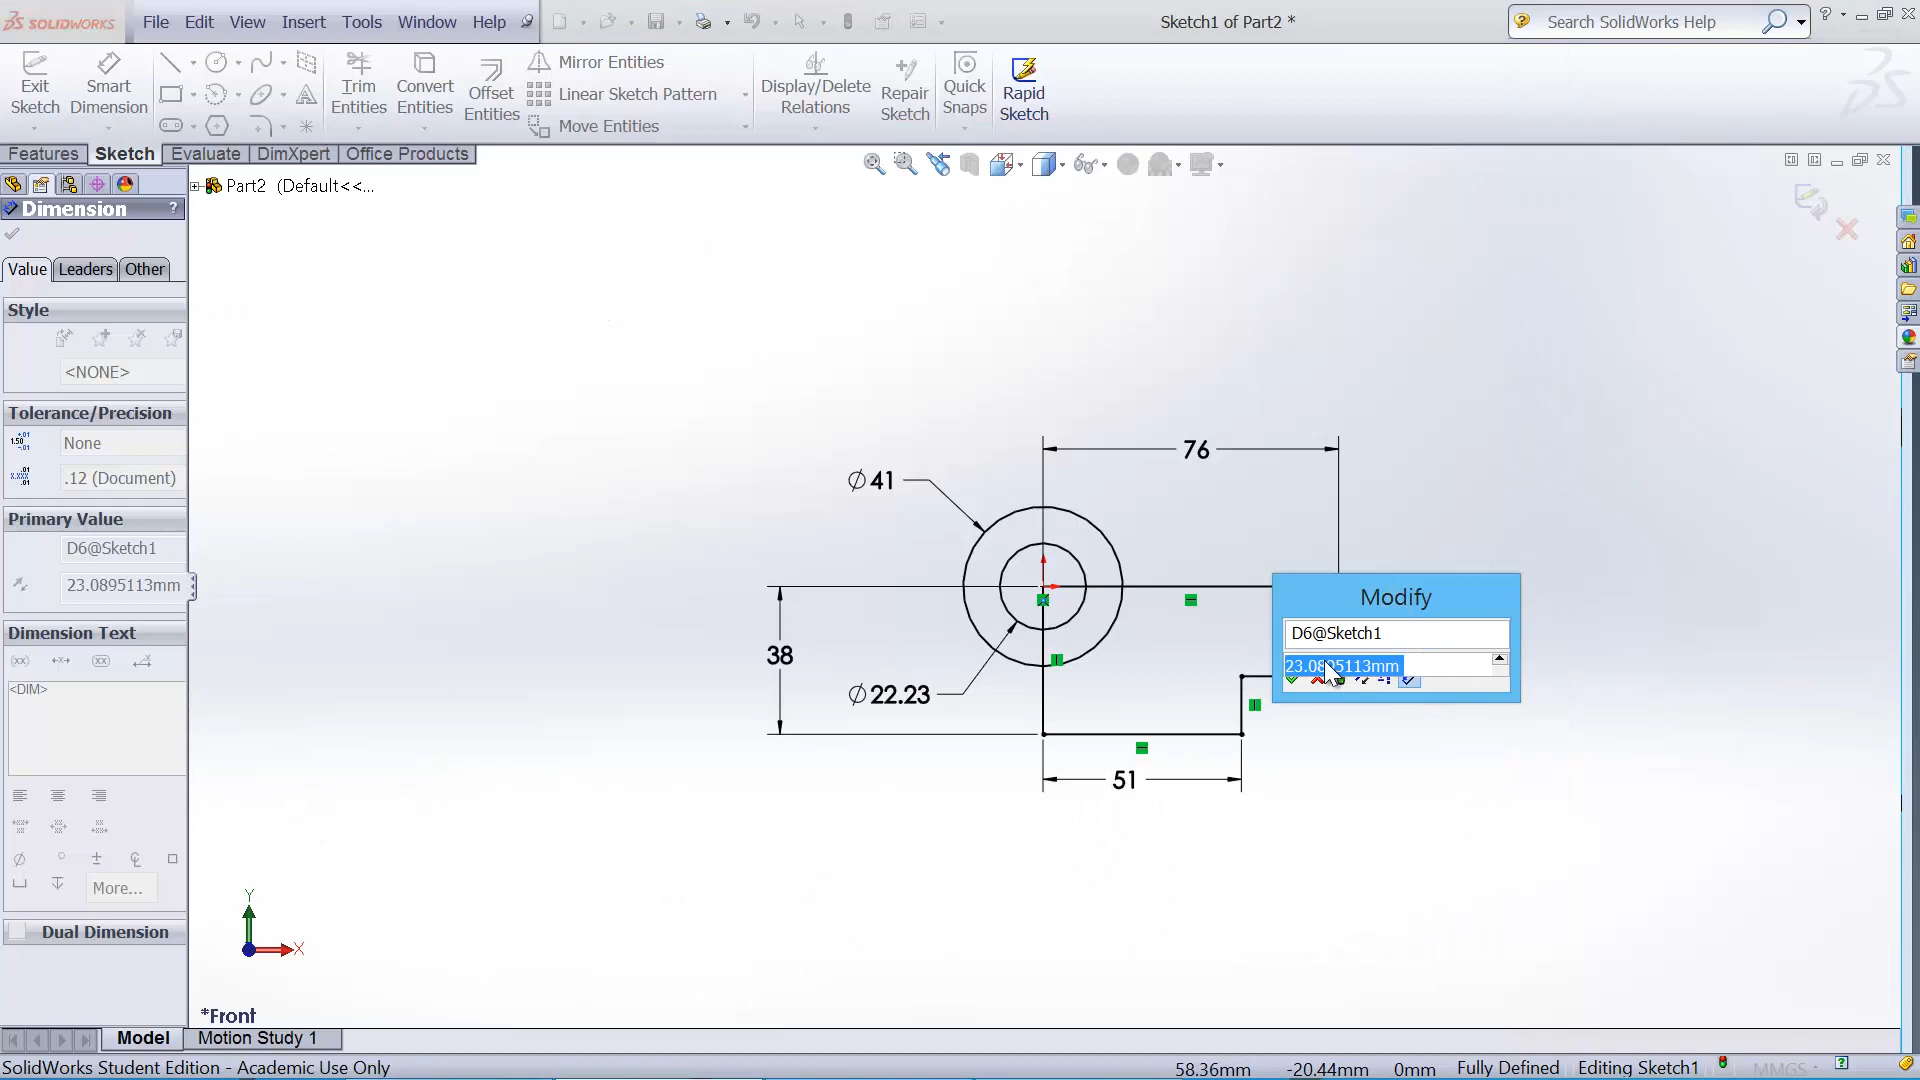 SOLIDWORKS File Edit View Insert Tools Window Help Sketch1 of Part2 * Search SolidWorks Help ?
Exit Sketch
Smart Dimension
Trim Entities
Convert Entities
Offset Entities
Mirror Entities
Linear Sketch Pattern
Move Entities
Display/Delete Relations
Repair Sketch
Quick Snaps
Rapid Sketch
Features Sketch Evaluate DimXpert Office Products
Part2 (Default<<...
Dimension ?
Value Leaders Other
Style
<NONE>
Tolerance/Precision
None
.12 (Document)
Primary Value
D6@Sketch1
23.0895113mm
Dimension Text
<DIM>
More...
Dual Dimension
76
∅41
38
∅22.23
51
Modify
D6@Sketch1
23.0895113mm
Y
X
*Front
Model Motion Study 1
SolidWorks Student Edition - Academic Use Only 58.36mm -20.44mm 0mm Fully Defined Editing Sketch1 MMGS